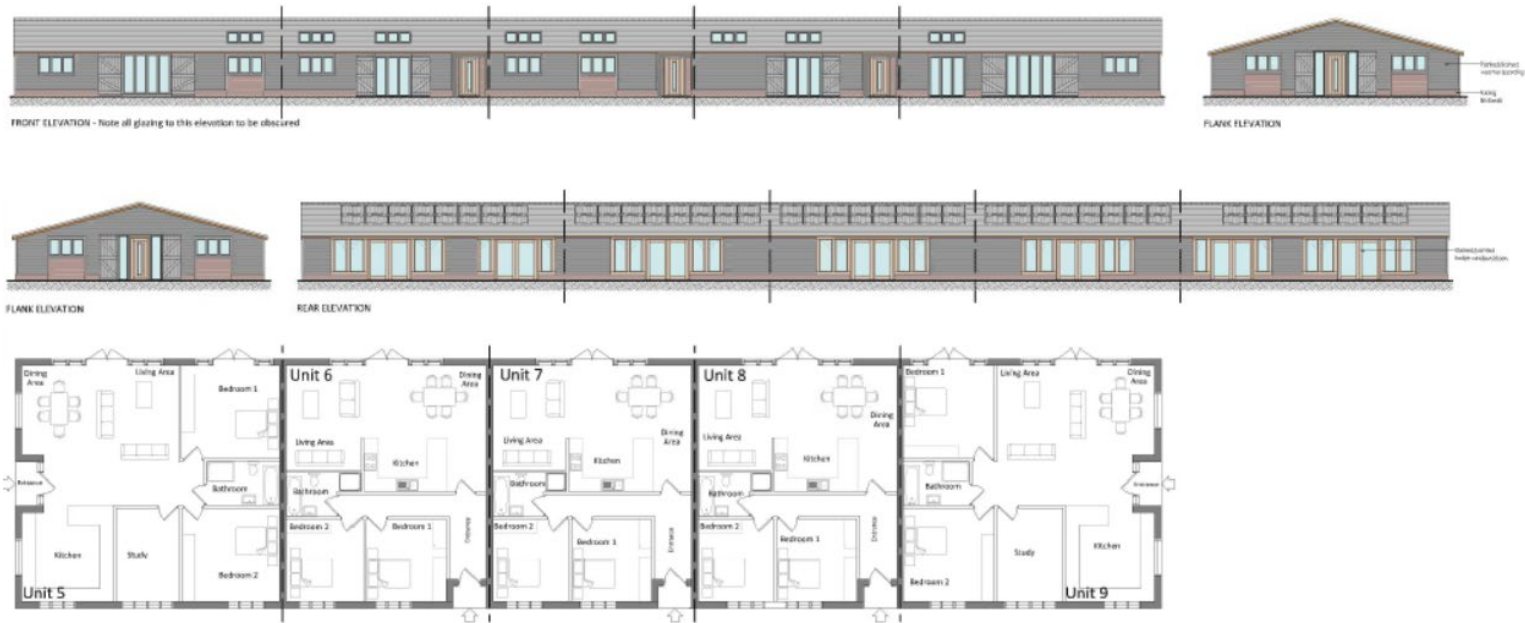 FRONT ELEVATION - Note all glazing to this elevation to be obscured
FLANK ELEVATION
FLANK ELEVATION
REAR ELEVATION
Dining
Area
Living Area
Bedroom 1
Bathroom
Entrance
Kitchen
Study
Bedroom 2
Unit 5
Unit 6
Dining
Area
Living Area
Kitchen
Bathroom
Bedroom 2
Bedroom 1
Entrance
Unit 7
Dining
Area
Living Area
Kitchen
Bathroom
Bedroom 2
Bedroom 1
Entrance
Unit 8
Dining
Area
Living Area
Kitchen
Bathroom
Bedroom 2
Bedroom 1
Entrance
Bedroom 1
Living Area
Dining
Area
Bathroom
Entrance
Kitchen
Study
Bedroom 2
Unit 9